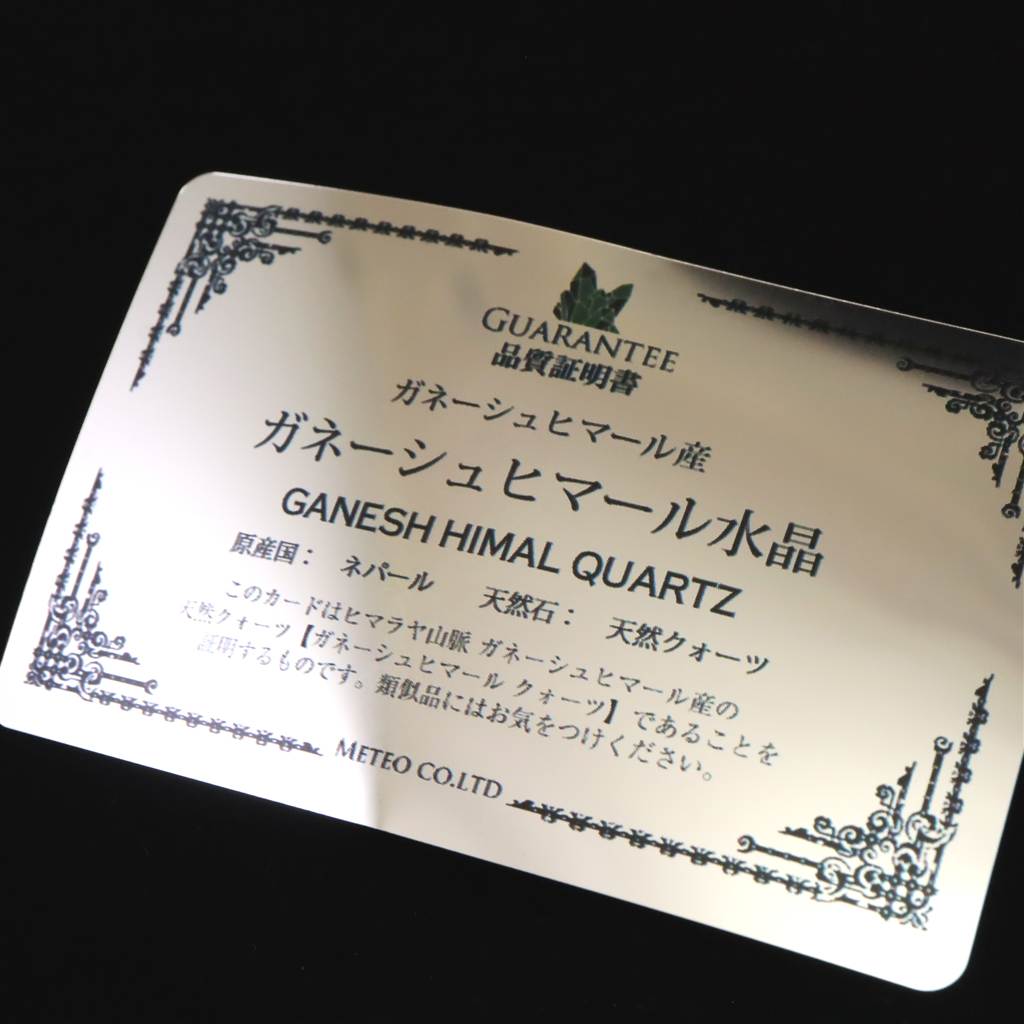 GUARANTEE
品質証明書
ガネーシュヒマール産
ガネーシュヒマール水晶
GANESH HIMAL QUARTZ
原産国： ネパール 天然石： 天然クォーツ
このカードはヒマラヤ山脈 ガネーシュヒマール産の
天然クォーツ【ガネーシュヒマール クォーツ】であることを
証明するものです。類似品にはお気をつけください。
METEO CO.LTD